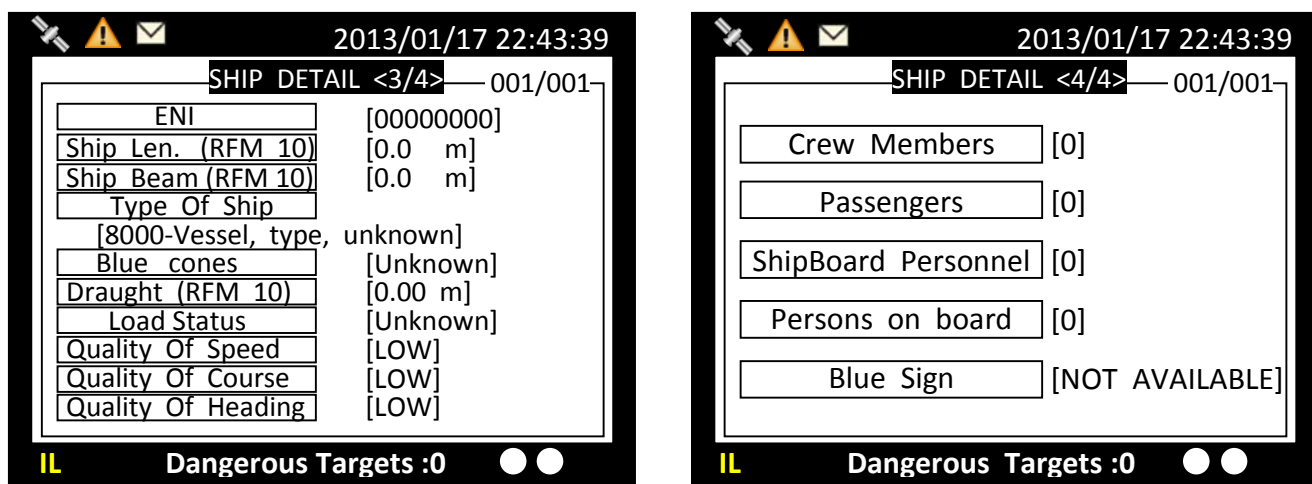 2013/01/17 22:43:39
SHIP DETAIL <3/4> 001/001
ENI [00000000]
Ship Len. (RFM 10) [0.0 m]
Ship Beam (RFM 10) [0.0 m]
Type Of Ship
[8000-Vessel, type, unknown]
Blue cones [Unknown]
Draught (RFM 10) [0.00 m]
Load Status [Unknown]
Quality Of Speed [LOW]
Quality Of Course [LOW]
Quality Of Heading [LOW]
IL Dangerous Targets :0
2013/01/17 22:43:39
SHIP DETAIL <4/4> 001/001
Crew Members [0]
Passengers [0]
ShipBoard Personnel [0]
Persons on board [0]
Blue Sign [NOT AVAILABLE]
IL Dangerous Targets :0